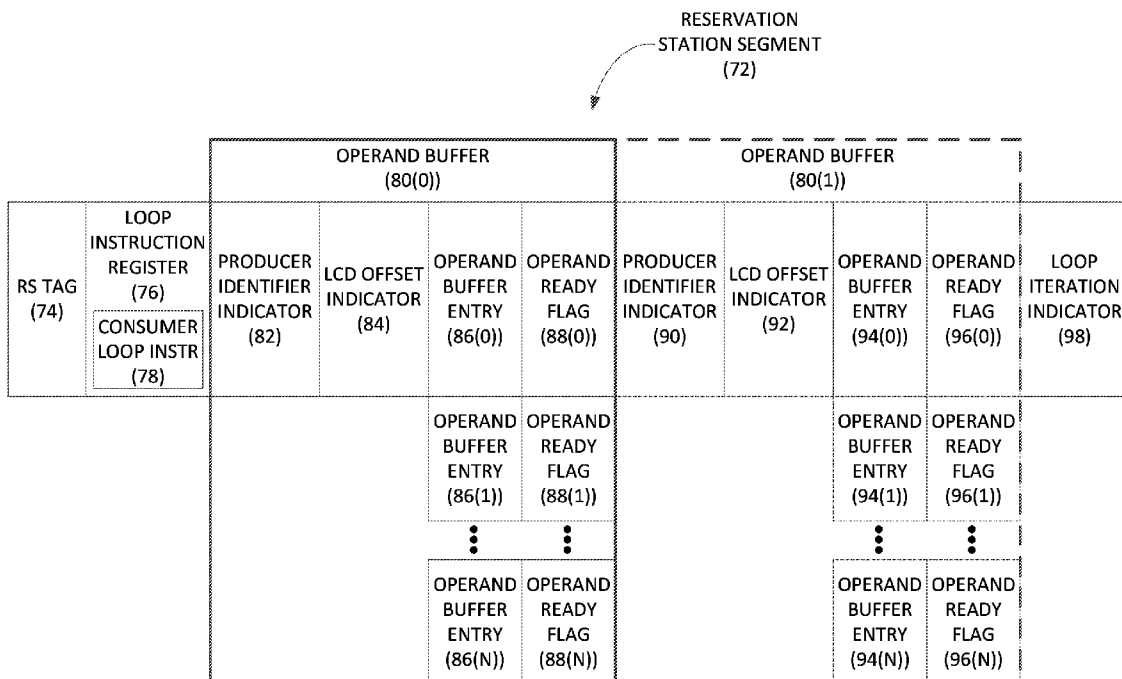 RESERVATION
STATION SEGMENT
(72)
OPERAND BUFFER
(80(0))
OPERAND BUFFER
(80(1))
RS TAG
(74)
LOOP
INSTRUCTION
REGISTER
(76)
CONSUMER
LOOP INSTR
(78)
PRODUCER
IDENTIFIER
INDICATOR
(82)
LCD OFFSET
INDICATOR
(84)
OPERAND
BUFFER
ENTRY
(86(0))
OPERAND
READY
FLAG
(88(0))
PRODUCER
IDENTIFIER
INDICATOR
(90)
LCD OFFSET
INDICATOR
(92)
OPERAND
BUFFER
ENTRY
(94(0))
OPERAND
READY
FLAG
(96(0))
LOOP
ITERATION
INDICATOR
(98)
OPERAND
BUFFER
ENTRY
(86(1))
OPERAND
READY
FLAG
(88(1))
OPERAND
BUFFER
ENTRY
(94(1))
OPERAND
READY
FLAG
(96(1))
OPERAND
BUFFER
ENTRY
(86(N))
OPERAND
READY
FLAG
(88(N))
OPERAND
BUFFER
ENTRY
(94(N))
OPERAND
READY
FLAG
(96(N))